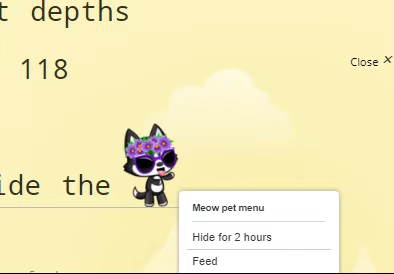 t depths
118
Close ✕
ide the
Meow pet menu
Hide for 2 hours
Feed